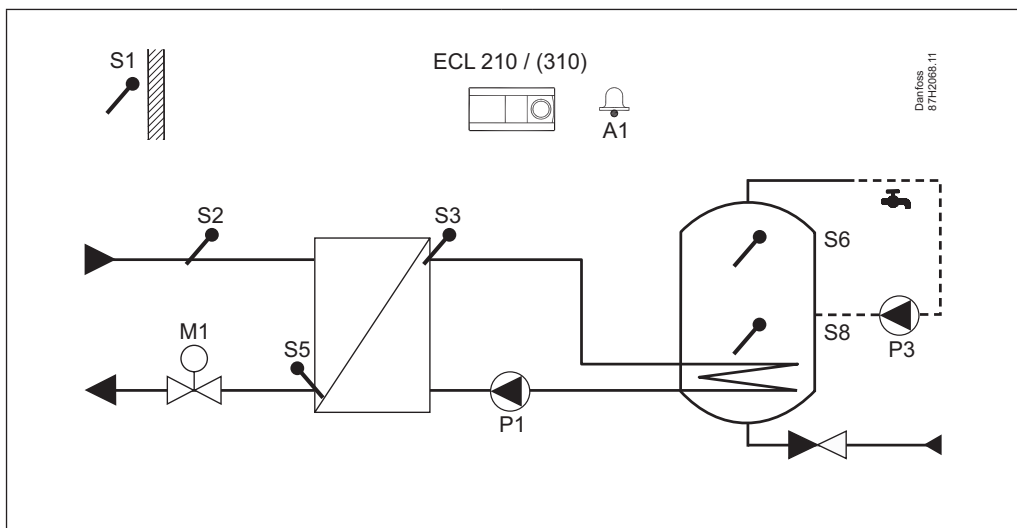 S1
ECL 210 / (310)
A1
Danfoss
87H2068.11
S2
S3
S6
M1
S5
S8
P3
P1